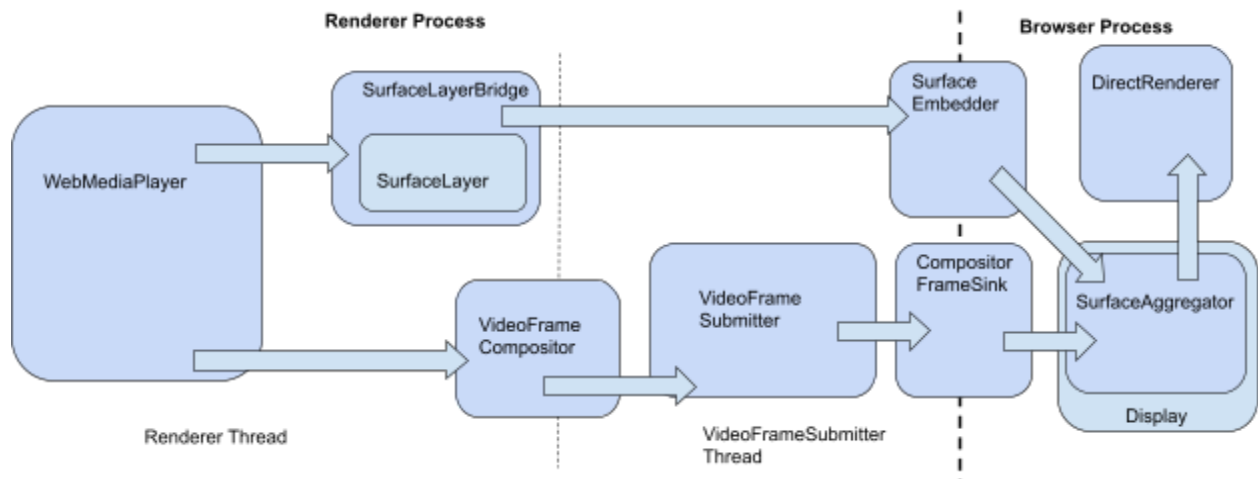 Renderer Process
Browser Process
SurfaceLayerBridge
SurfaceLayer
WebMediaPlayer
Surface
Embedder
DirectRenderer
VideoFrame
Compositor
VideoFrame
Submitter
Compositor
FrameSink
SurfaceAggregator
Display
Renderer Thread
VideoFrameSubmitter
Thread